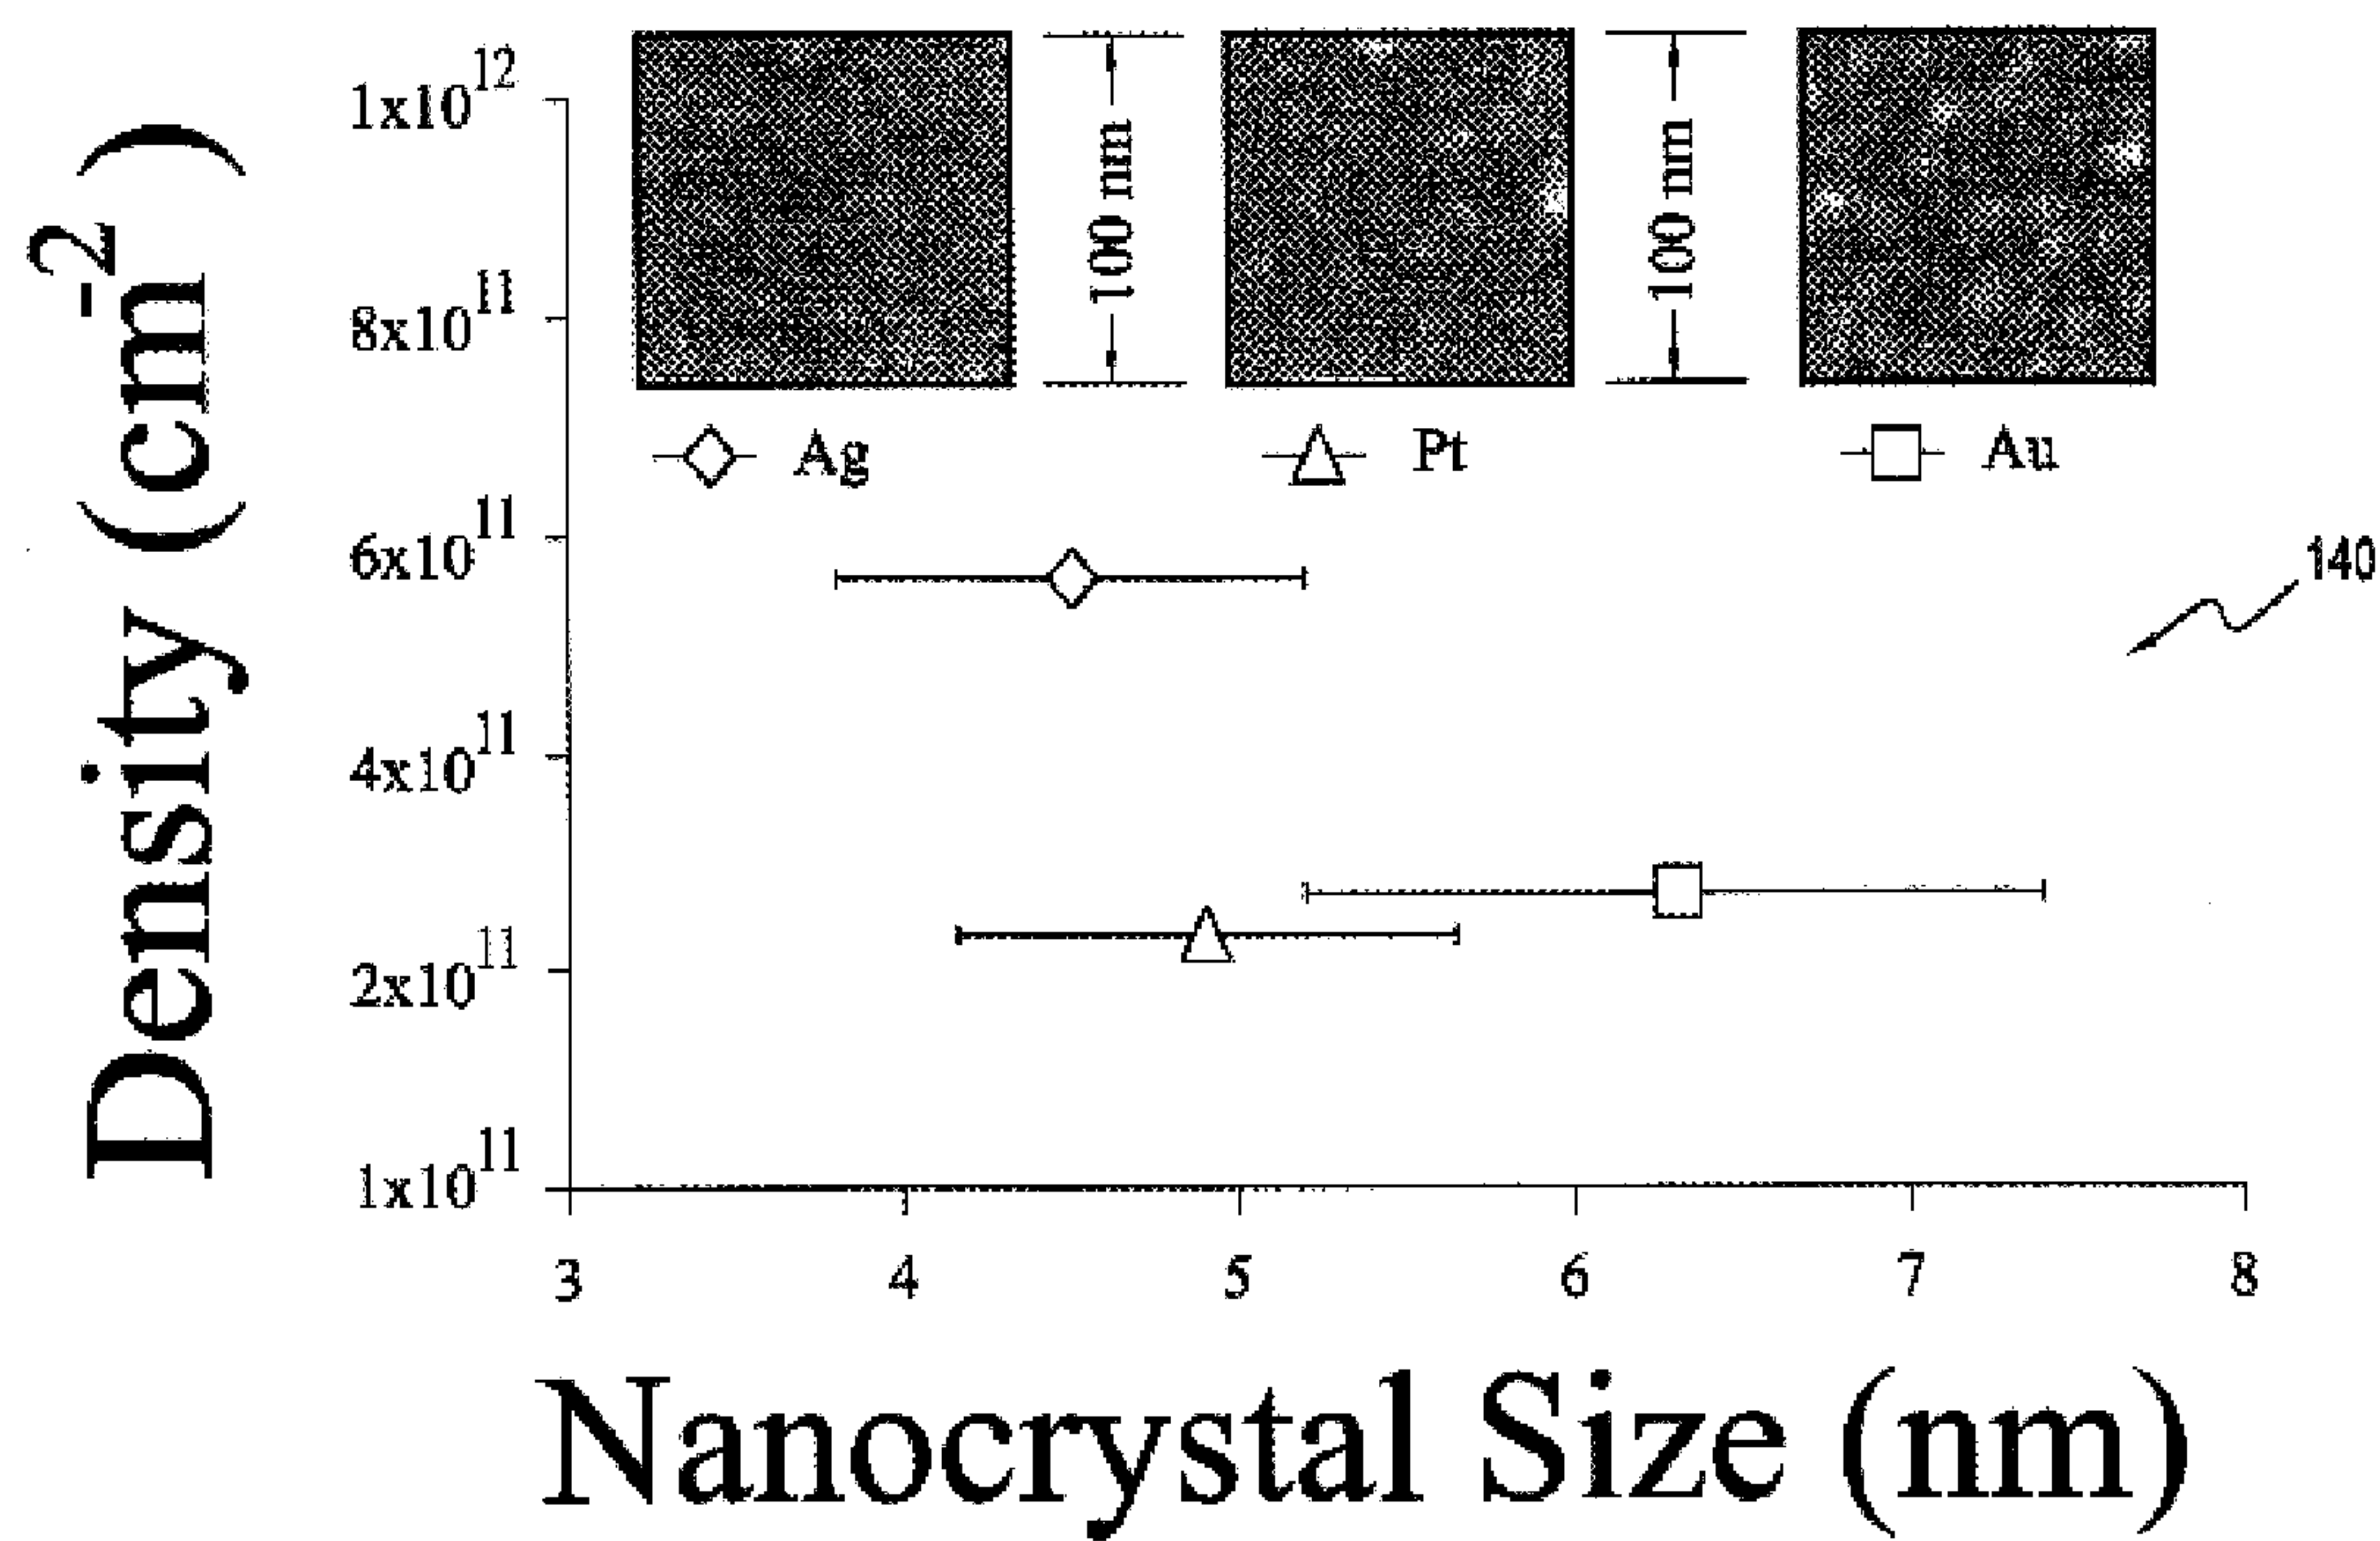 Density (cm-2)
1x10^12
8x10^11
6x10^11
4x10^11
2x10^11
1x10^11
100 nm
100 nm
Ag
Pt
Au
140
3 4 5 6 7 8
Nanocrystal Size (nm)